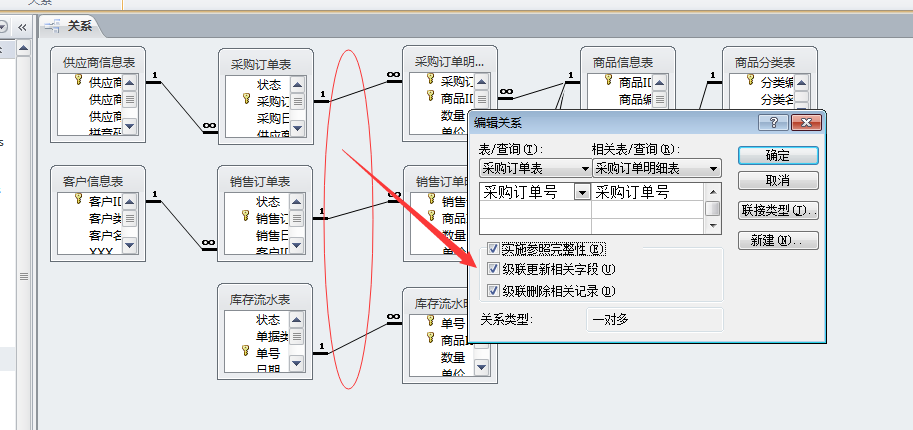 关系
«
关系
供应商信息表
供应商
供应商
供应商
拼音码
1
∞
采购订单表
状态
采购订
采购日
供应商
1
∞
采购订单明...
采购订
商品ID
数量
单价
∞
1
商品信息表
商品ID
商品编
1
商品分类表
分类编
分类名
客户信息表
客户ID
客户类
客户名
XXX
1
∞
销售订单表
状态
销售订
销售日
客户ID
1
∞
销售订单明
销售
商品
数量
单价
库存流水表
状态
单据类
单号
日期
1
∞
库存流水明
单号
商品ID
数量
单价
编辑关系
?
表/查询(T):
相关表/查询(R):
采购订单表
采购订单明细表
采购订单号
采购订单号
实施参照完整性(E)
级联更新相关字段(U)
级联删除相关记录(D)
关系类型:
一对多
确定
取消
联接类型(J)..
新建(N)..